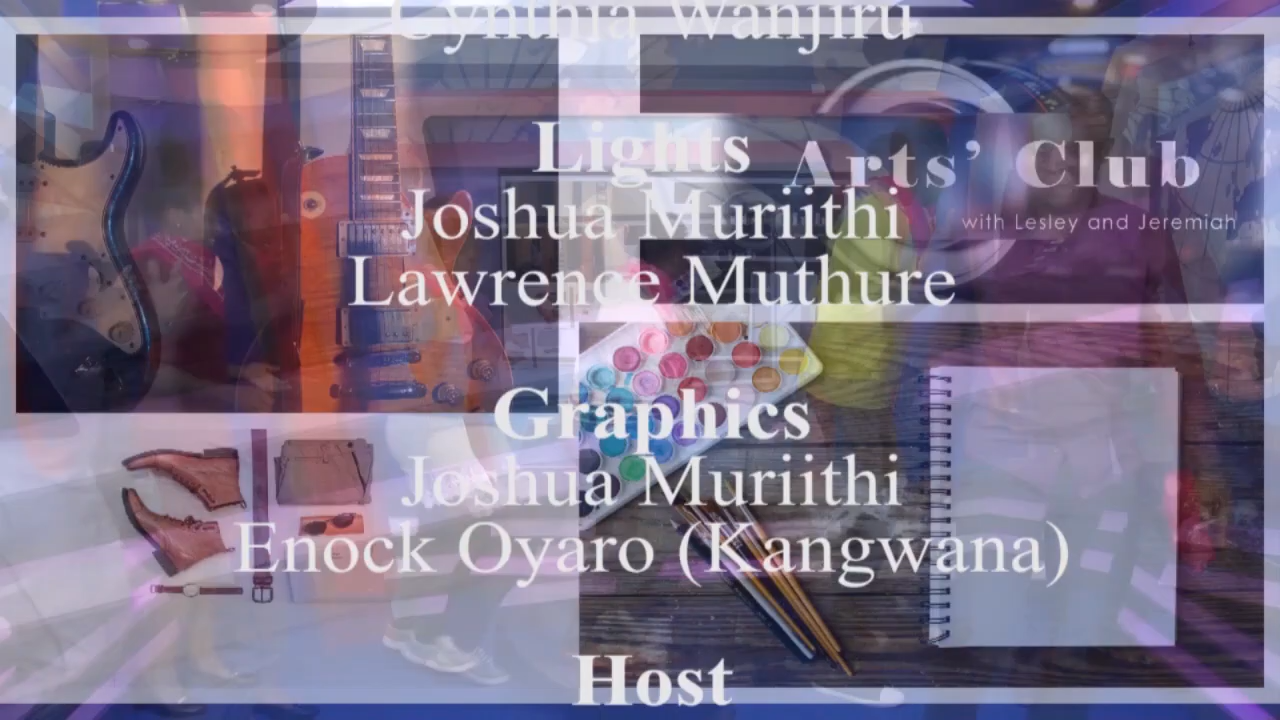 Cynthia Wanjiru
Lights
Arts' Club
Joshua Muriithi
with Lesley and Jeremiah
Lawrence Muthure
Graphics
Joshua Muriithi
Enock Oyaro (Kangwana)
Host